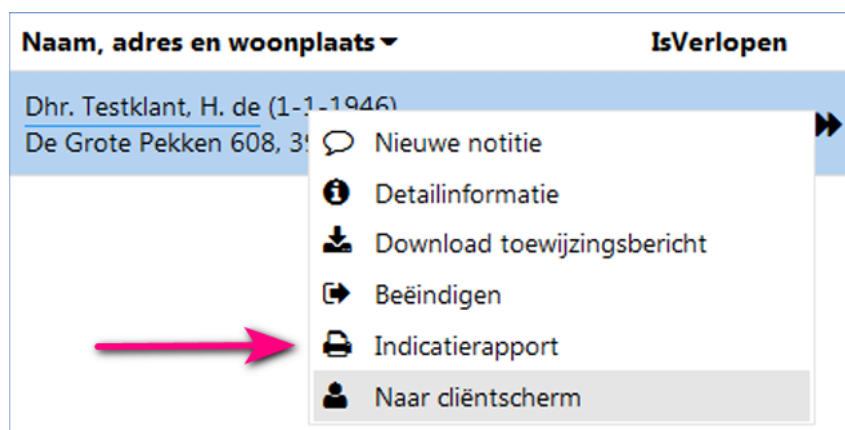 Naam, adres en woonplaats IsVerlopen
Dhr. Testklant, H. de (1-1-1946)
De Grote Pekken 608,
Nieuwe notitie
Detailinformatie
Download toewijzingsbericht
Beëindigen
Indicatierapport
Naar cliëntscherm